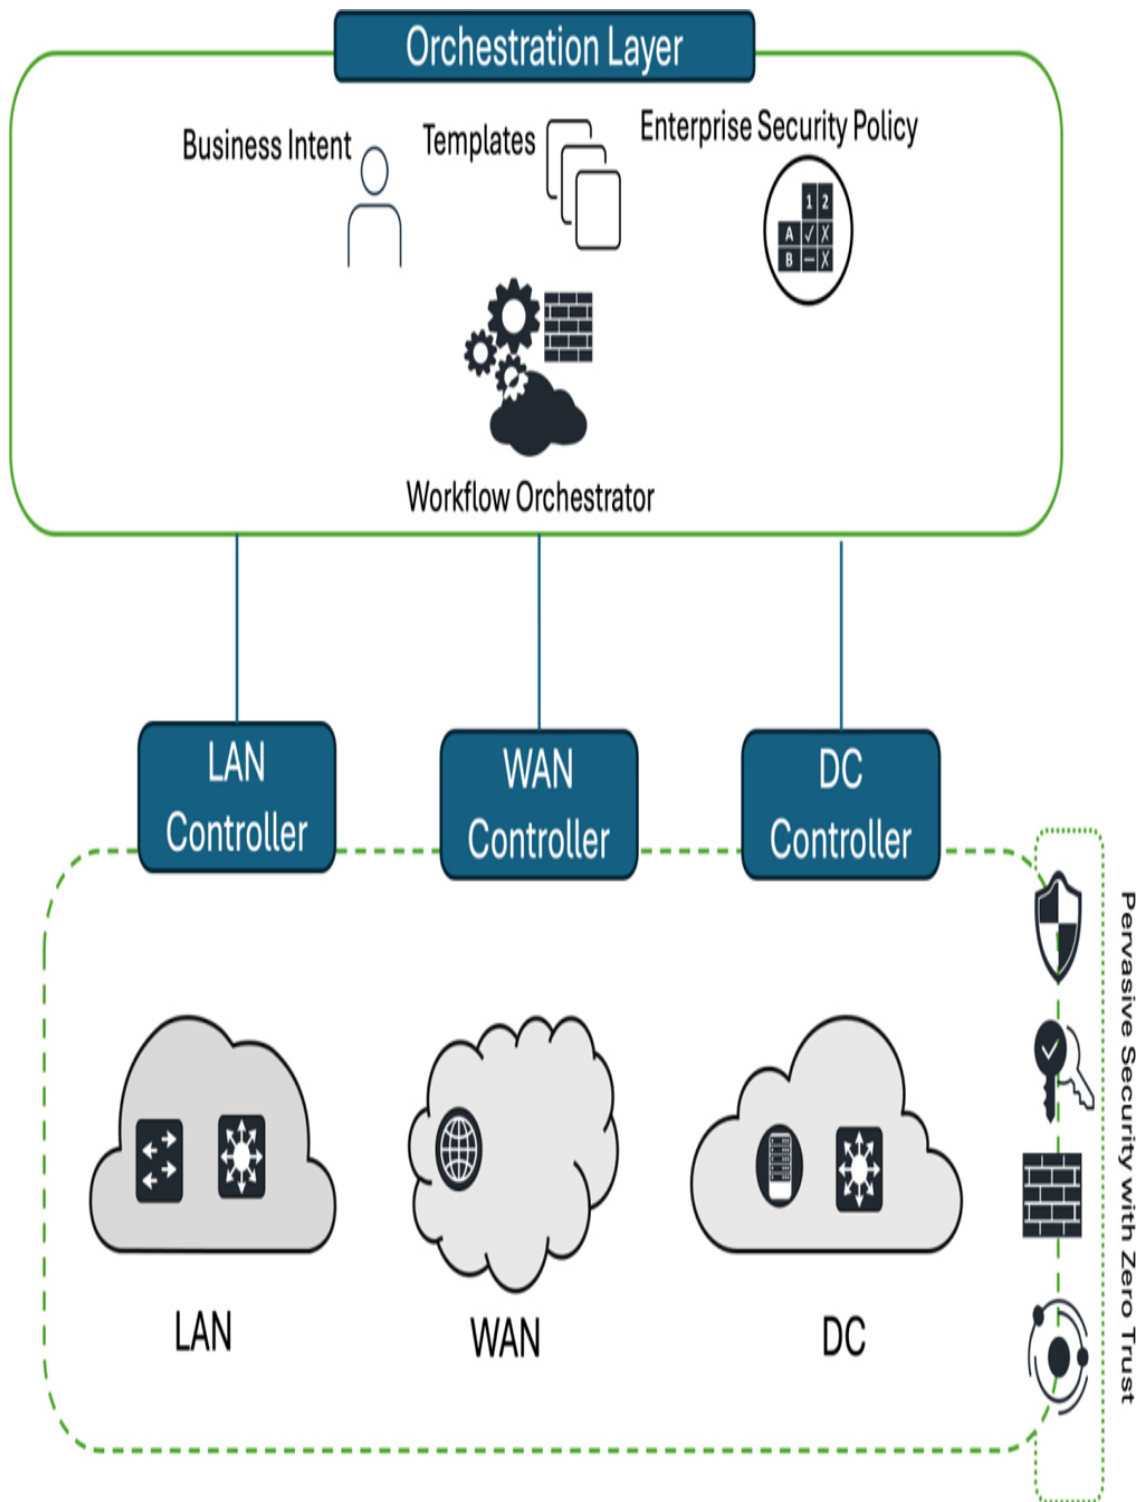 Orchestration Layer
Business Intent
Templates
Enterprise Security Policy
1 2
A √ X
B – X
Workflow Orchestrator
LAN
Controller
WAN
Controller
DC
Controller
Pervasive Security with Zero Trust
LAN
WAN
DC